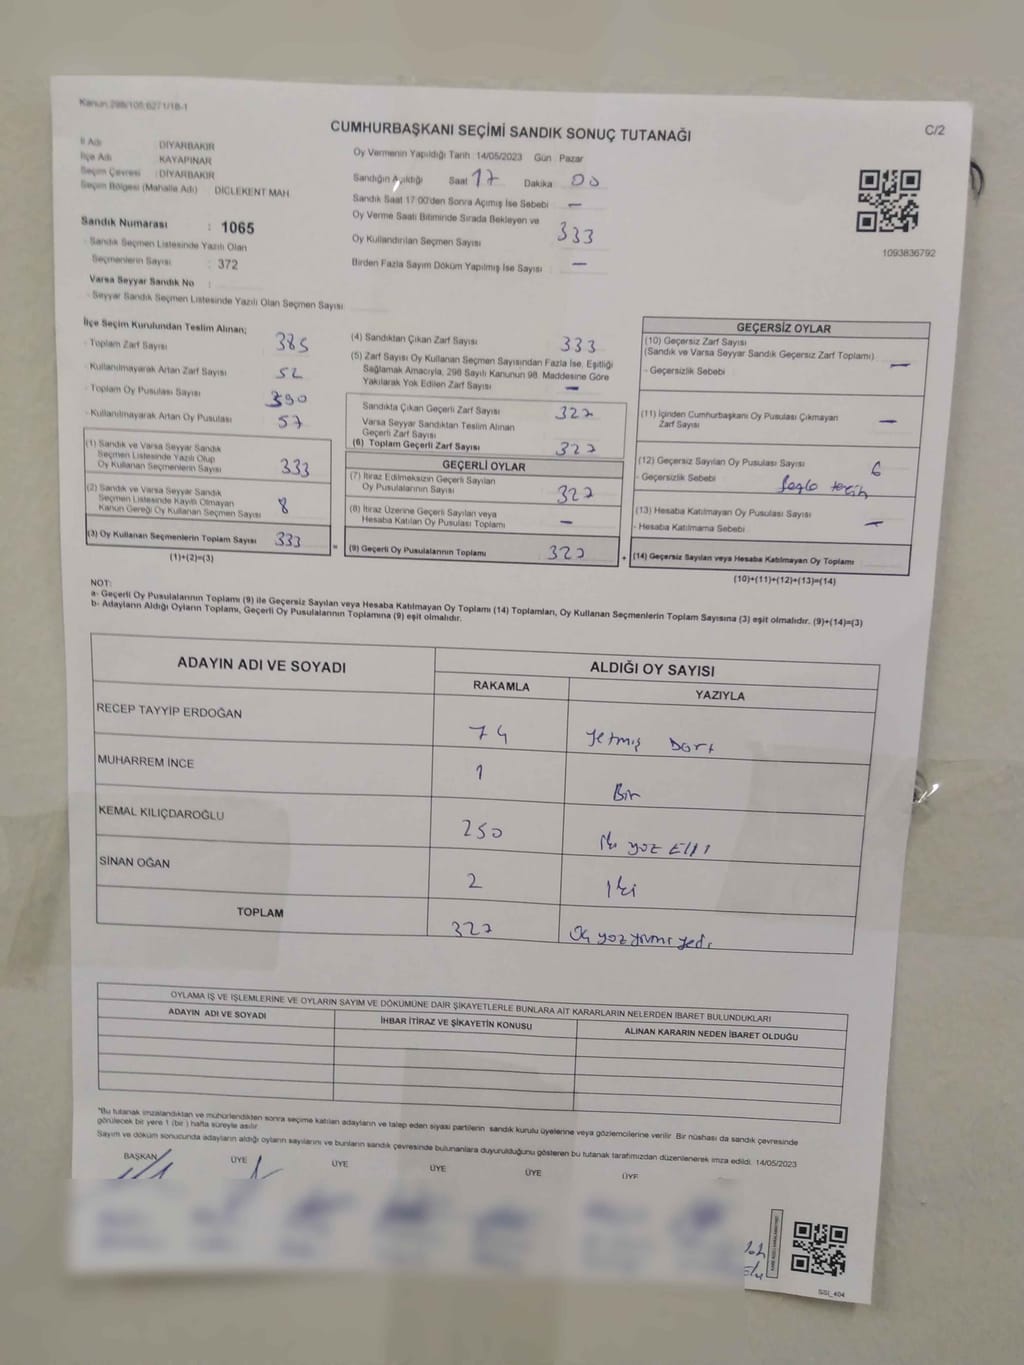 Kanun:298/105;6271/18-1
C/2
CUMHURBAŞKANI SEÇİMİ SANDIK SONUÇ TUTANAĞI
İl Adı : DİYARBAKIR
İlçe Adı : KAYAPINAR
Seçim Çevresi : DİYARBAKIR
Seçim Bölgesi (Mahalle Adı) : DİCLEKENT MAH.
Sandık Numarası : 1065
- Sandık Seçmen Listesinde Yazılı Olan
Seçmenlerin Sayısı : 372
Varsa Seyyar Sandık No :
- Seyyar Sandık Seçmen Listesinde Yazılı Olan Seçmen Sayısı
Oy Vermenin Yapıldığı Tarih : 14/05/2023 Gün : Pazar
Sandığın Açıldığı Saat 17 Dakika 00
Sandık Saat 17:00'den Sonra Açımış İse Sebebi : —
Oy Verme Saati Bitiminde Sırada Bekleyen ve
Oy Kullandırılan Seçmen Sayısı 333
Birden Fazla Sayım Döküm Yapılmış İse Sayısı : —
1093836792
İlçe Seçim Kurulundan Teslim Alınan;
- Toplam Zarf Sayısı 385
- Kullanılmayarak Artan Zarf Sayısı 52
- Toplam Oy Pusulası Sayısı 390
- Kullanılmayarak Artan Oy Pusulası 57
(1) Sandık ve Varsa Seyyar Sandık
Seçmen Listesinde Yazılı Olup
Oy Kullanan Seçmenlerin Sayısı 333
(2) Sandık ve Varsa Seyyar Sandık
Seçmen Listesinde Kayıtlı Olmayan
Kanun Gereği Oy Kullanan Seçmen Sayısı 8
(3) Oy Kullanan Seçmenlerin Toplam Sayısı 333
(1)+(2)=(3)
(4) Sandıktan Çıkan Zarf Sayısı 333
(5) Zarf Sayısı Oy Kullanan Seçmen Sayısından Fazla İse, Eşitliği
Sağlamak Amacıyla, 298 Sayılı Kanunun 98. Maddesine Göre
Yakılarak Yok Edilen Zarf Sayısı —
Sandıkta Çıkan Geçerli Zarf Sayısı 327
Varsa Seyyar Sandıktan Teslim Alınan
Geçerli Zarf Sayısı
(6) Toplam Geçerli Zarf Sayısı 327
GEÇERLİ OYLAR
(7) İtiraz Edilmeksizin Geçerli Sayılan
Oy Pusulalarının Sayısı 327
(8) İtiraz Üzerine Geçerli Sayılan veya
Hesaba Katılan Oy Pusulası Toplamı —
= (9) Geçerli Oy Pusulalarının Toplamı 327 +
GEÇERSİZ OYLAR
(10) Geçersiz Zarf Sayısı
(Sandık ve Varsa Seyyar Sandık Geçersiz Zarf Toplamı) —
- Geçersizlik Sebebi
(11) İçinden Cumhurbaşkanı Oy Pusulası Çıkmayan
Zarf Sayısı —
(12) Geçersiz Sayılan Oy Pusulası Sayısı 6
- Geçersizlik Sebebi
(13) Hesaba Katılmayan Oy Pusulası Sayısı —
- Hesaba Katılmama Sebebi
(14) Geçersiz Sayılan veya Hesaba Katılmayan Oy Toplamı
(10)+(11)+(12)+(13)=(14)
NOT:
a- Geçerli Oy Pusulalarının Toplamı (9) ile Geçersiz Sayılan veya Hesaba Katılmayan Oy Toplamı (14) Toplamları, Oy Kullanan Seçmenlerin Toplam Sayısına (3) eşit olmalıdır. (9)+(14)=(3)
b- Adayların Aldığı Oyların Toplamı, Geçerli Oy Pusulalarının Toplamına (9) eşit olmalıdır.
ADAYIN ADI VE SOYADI ALDIĞI OY SAYISI
RAKAMLA YAZIYLA
RECEP TAYYİP ERDOĞAN 74 Yetmiş Dört
MUHARREM İNCE 1 Bir
KEMAL KILIÇDAROĞLU 250 İki yüz Elli
SİNAN OĞAN 2 İki
TOPLAM 327 Üç yüz yirmi yedi
OYLAMA İŞ VE İŞLEMLERİNE VE OYLARIN SAYIM VE DÖKÜMÜNE DAİR ŞİKAYETLERLE BUNLARA AİT KARARLARIN NELERDEN İBARET BULUNDUKLARI
ADAYIN ADI VE SOYADI İHBAR İTİRAZ VE ŞİKAYETİN KONUSU ALINAN KARARIN NEDEN İBARET OLDUĞU
*Bu tutanak imzalandıktan ve mühürlendikten sonra seçime katılan adayların ve talep eden siyasi partilerin sandık kurulu üyelerine veya gözlemcilerine verilir. Bir nüshası da sandık çevresinde
görülecek bir yere 1 (bir) hafta süreyle asılır.
Sayım ve döküm sonucunda adayların aldığı oyların sayılarını ve bunların sandık çevresinde bulunanlara duyurulduğunu gösteren bu tutanak tarafımızdan düzenlenerek imza edildi. 14/05/2023
BAŞKAN ÜYE ÜYE ÜYE ÜYE ÜYE
SSI_404